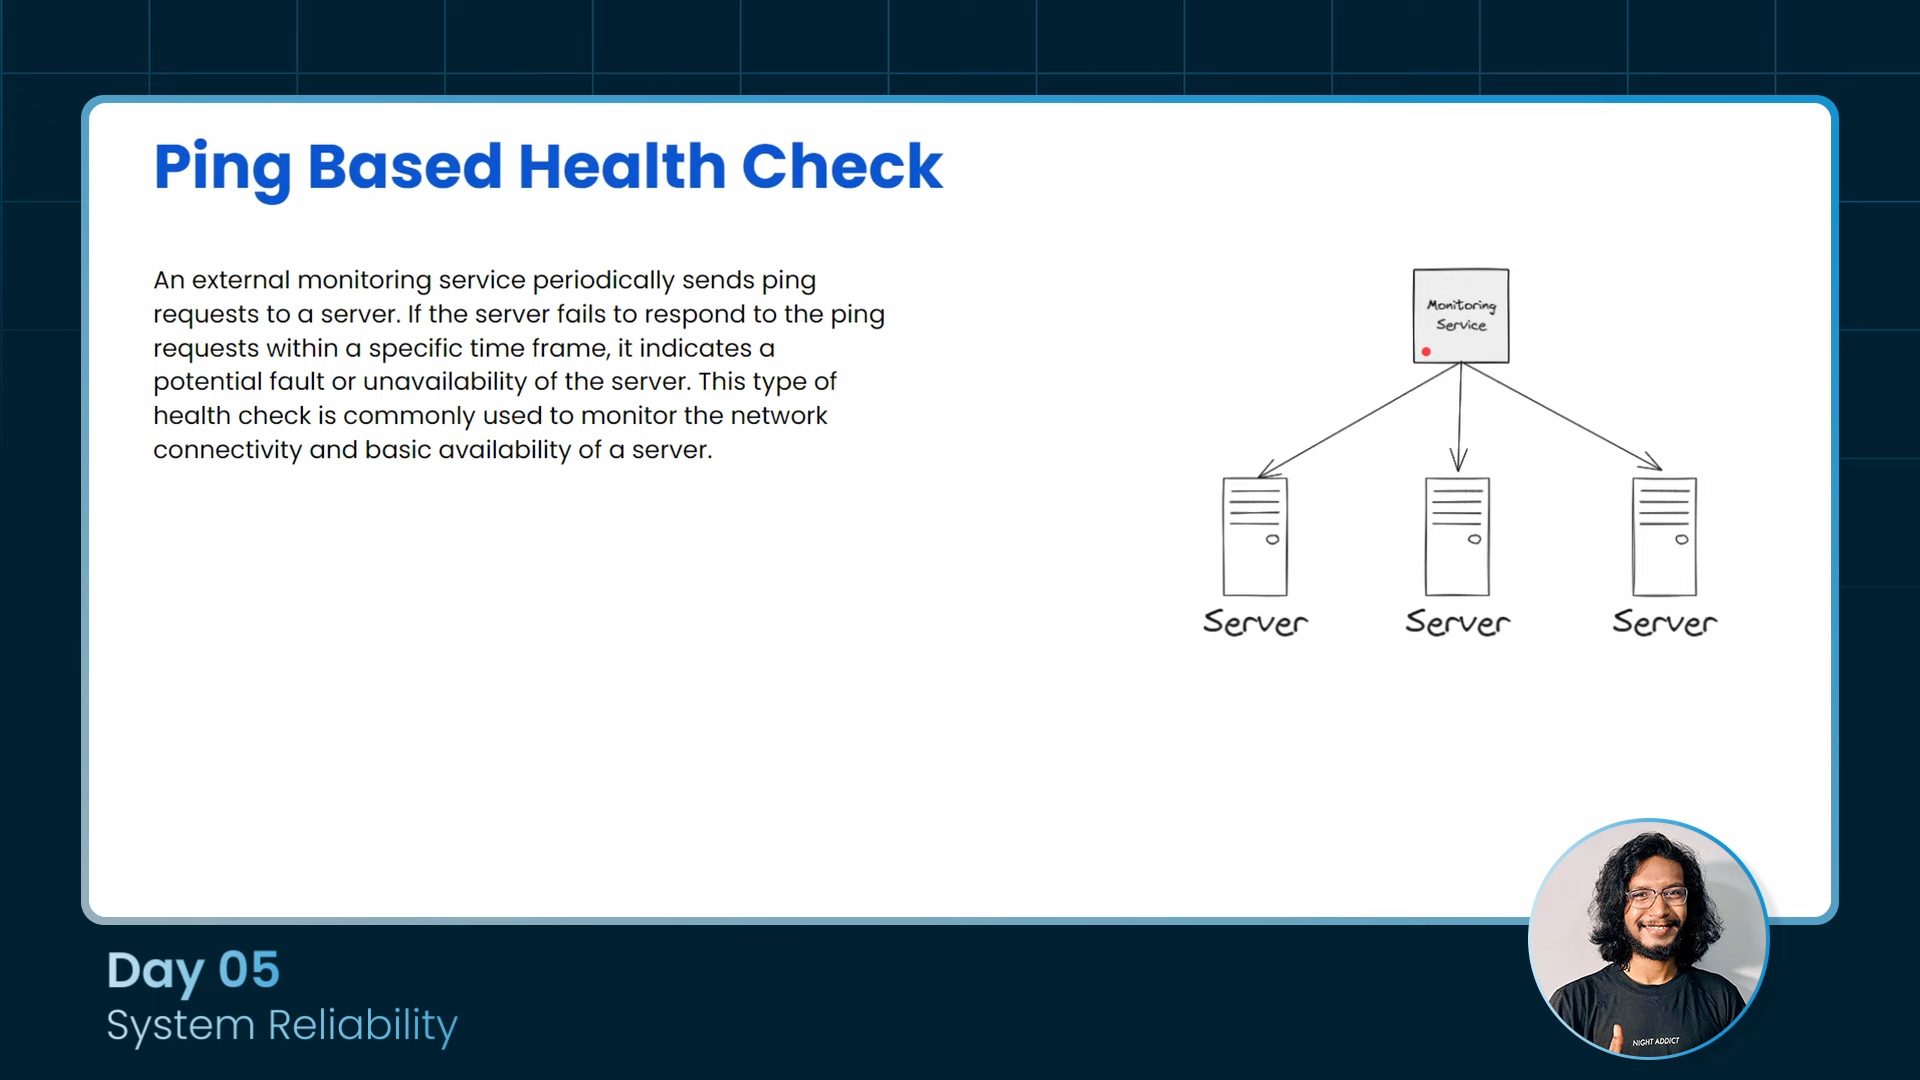 Ping Based Health Check
An external monitoring service periodically sends ping
requests to a server. If the server fails to respond to the ping
requests within a specific time frame, it indicates a
potential fault or unavailability of the server. This type of
health check is commonly used to monitor the network
connectivity and basic availability of a server.
Monitoring
Service
Server
Server
Server
Day 05
System Reliability
NIGHT ADDICT